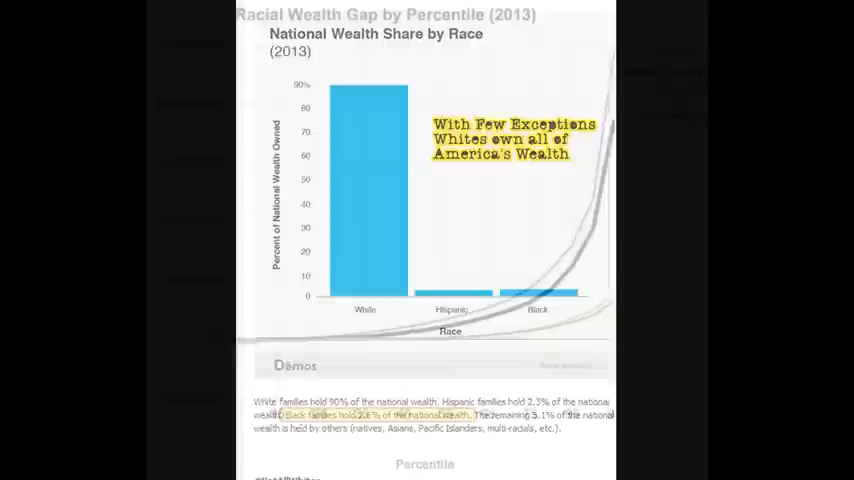 Racial Wealth Gap by Percentile (2013)
National Wealth Share by Race
(2013)
90%
80
70
60
50
40
30
20
10
0
Percent of National Wealth Owned
With Few Exceptions
Whites own all of
America's Wealth
White
Hispanic
Black
Race
Dēmos
White families hold 90% of the national wealth. Hispanic families hold 2.3% of the national
wealth. Black families hold 2.6% of the national wealth. The remaining 5.1% of the national
wealth is held by others (natives, Asians, Pacific Islanders, multi-racials, etc.).
Percentile